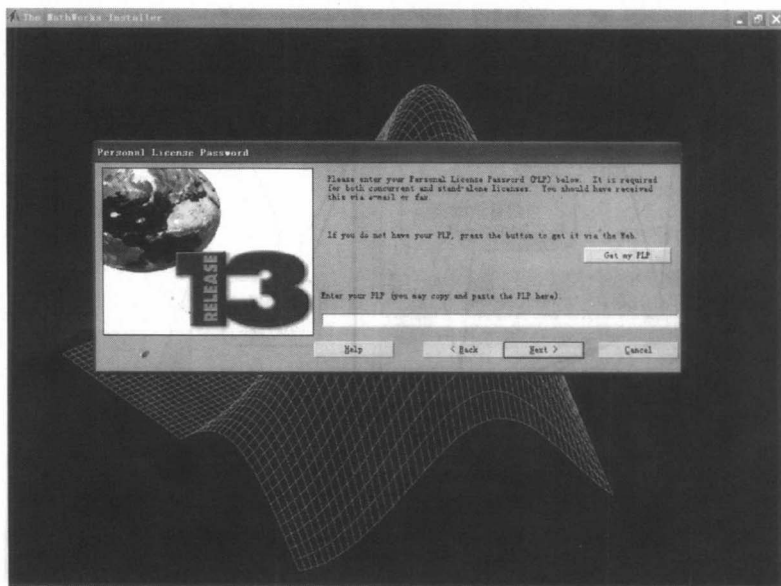 The MathWorks Installer
Personal License Password
Please enter your Personal License Password (PLP) below. It is required
for both concurrent and stand-alone licenses. You should have received
this via e-mail or fax.
If you do not have your PLP, press the button to get it via the Web.
Get my PLP
RELEASE
13
Enter your PLP (you may copy and paste the PLP here).
Help
< Back
Next >
Cancel